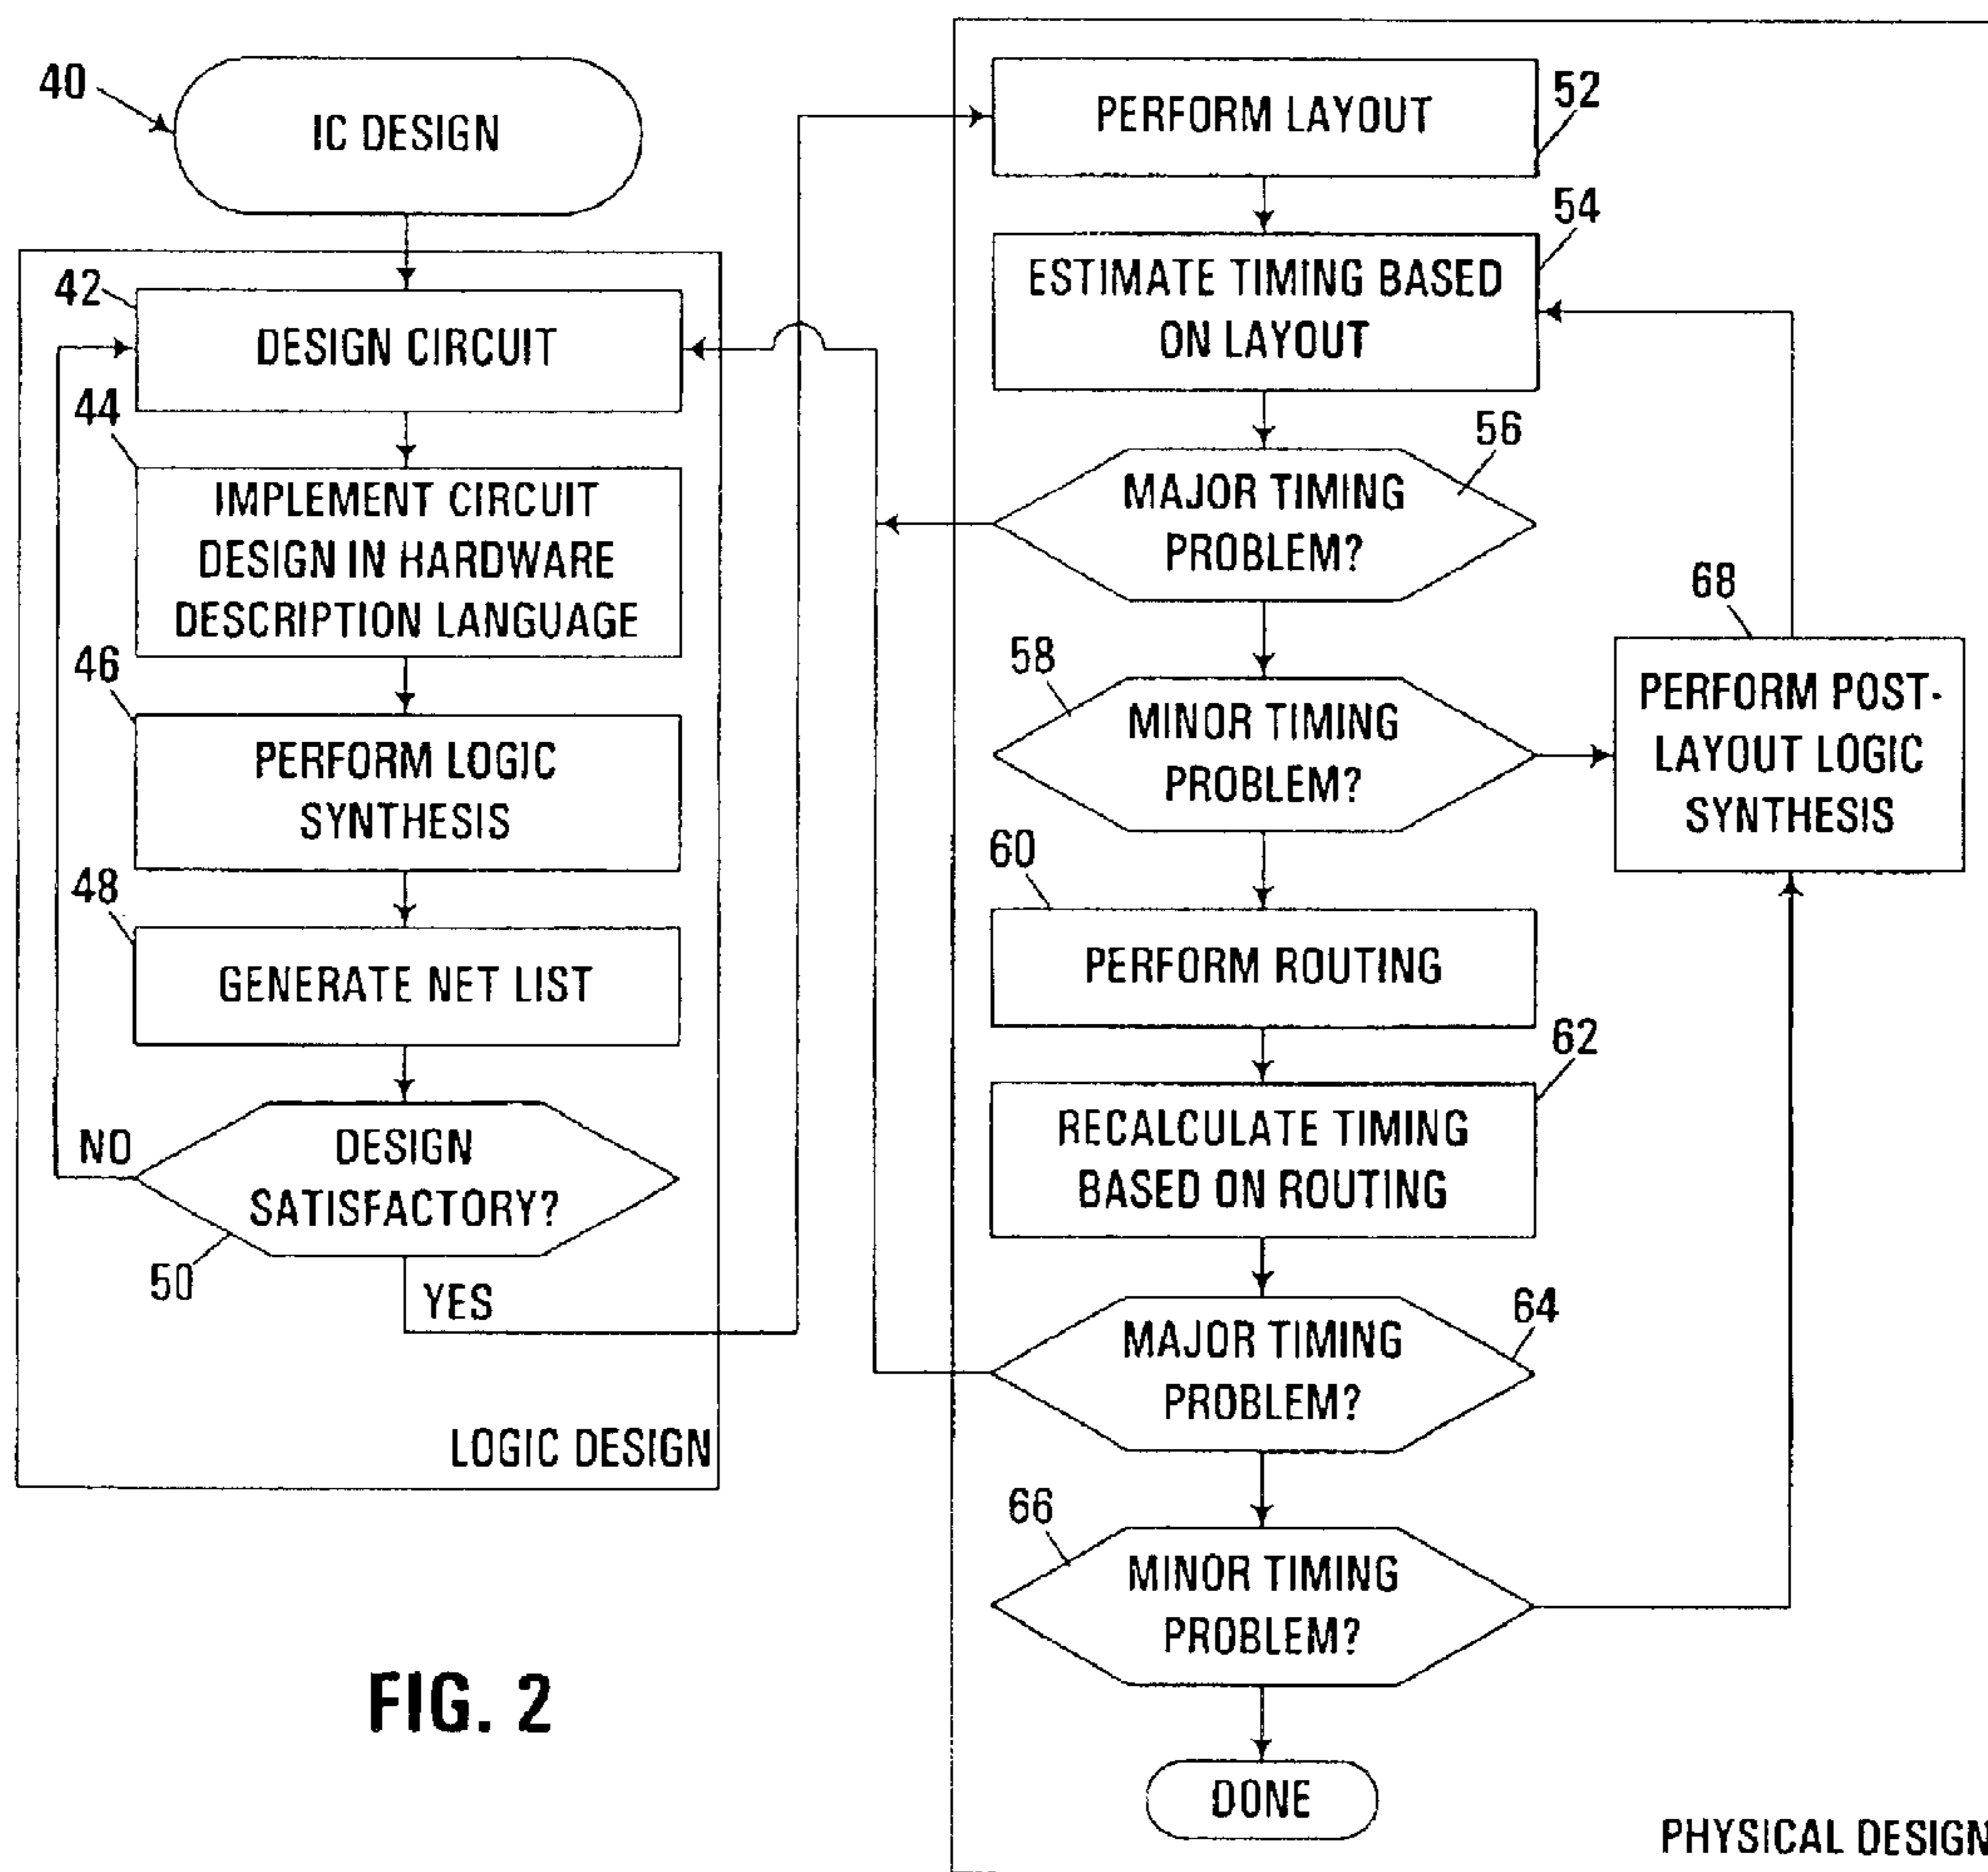 40
IC DESIGN
42
DESIGN CIRCUIT
44
IMPLEMENT CIRCUIT
DESIGN IN HARDWARE
DESCRIPTION LANGUAGE
46
PERFORM LOGIC
SYNTHESIS
48
GENERATE NET LIST
NO
DESIGN
SATISFACTORY?
50
YES
LOGIC DESIGN
52
PERFORM LAYOUT
54
ESTIMATE TIMING BASED
ON LAYOUT
56
MAJOR TIMING
PROBLEM?
58
MINOR TIMING
PROBLEM?
68
PERFORM POST-
LAYOUT LOGIC
SYNTHESIS
60
PERFORM ROUTING
62
RECALCULATE TIMING
BASED ON ROUTING
64
MAJOR TIMING
PROBLEM?
66
MINOR TIMING
PROBLEM?
DONE
PHYSICAL DESIGN
FIG. 2